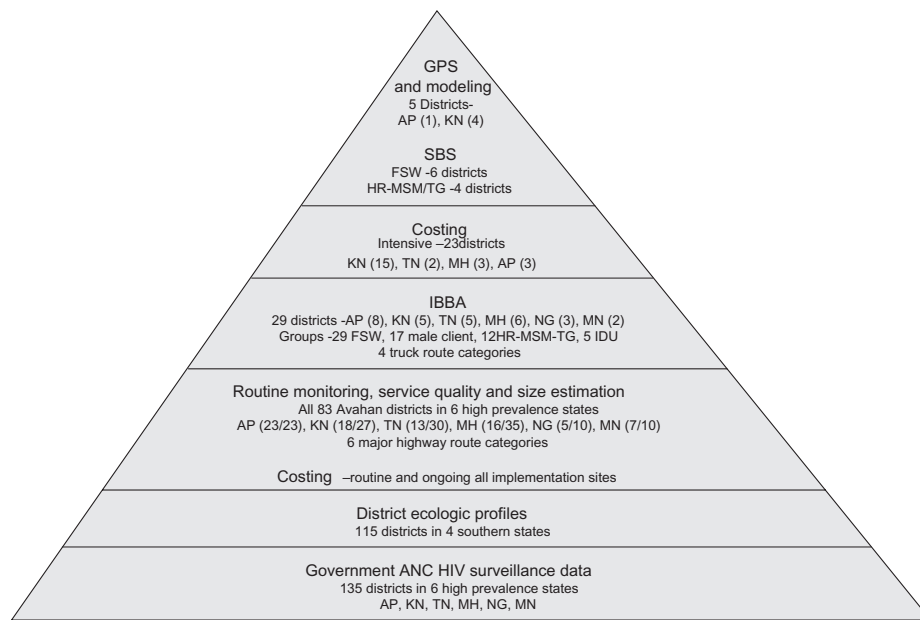 GPS
and modeling
5 Districts-
AP (1), KN (4)
SBS
FSW -6 districts
HR-MSM/TG -4 districts
Costing
Intensive –23districts
KN (15), TN (2), MH (3), AP (3)
IBBA
29 districts -AP (8), KN (5), TN (5), MH (6), NG (3), MN (2)
Groups -29 FSW, 17 male client, 12HR-MSM-TG, 5 IDU
4 truck route categories
Routine monitoring, service quality and size estimation
All 83 Avahan districts in 6 high prevalence states
AP (23/23), KN (18/27), TN (13/30), MH (16/35), NG (5/10), MN (7/10)
6 major highway route categories
Costing –routine and ongoing all implementation sites
District ecologic profiles
115 districts in 4 southern states
Government ANC HIV surveillance data
135 districts in 6 high prevalence states
AP, KN, TN, MH, NG, MN